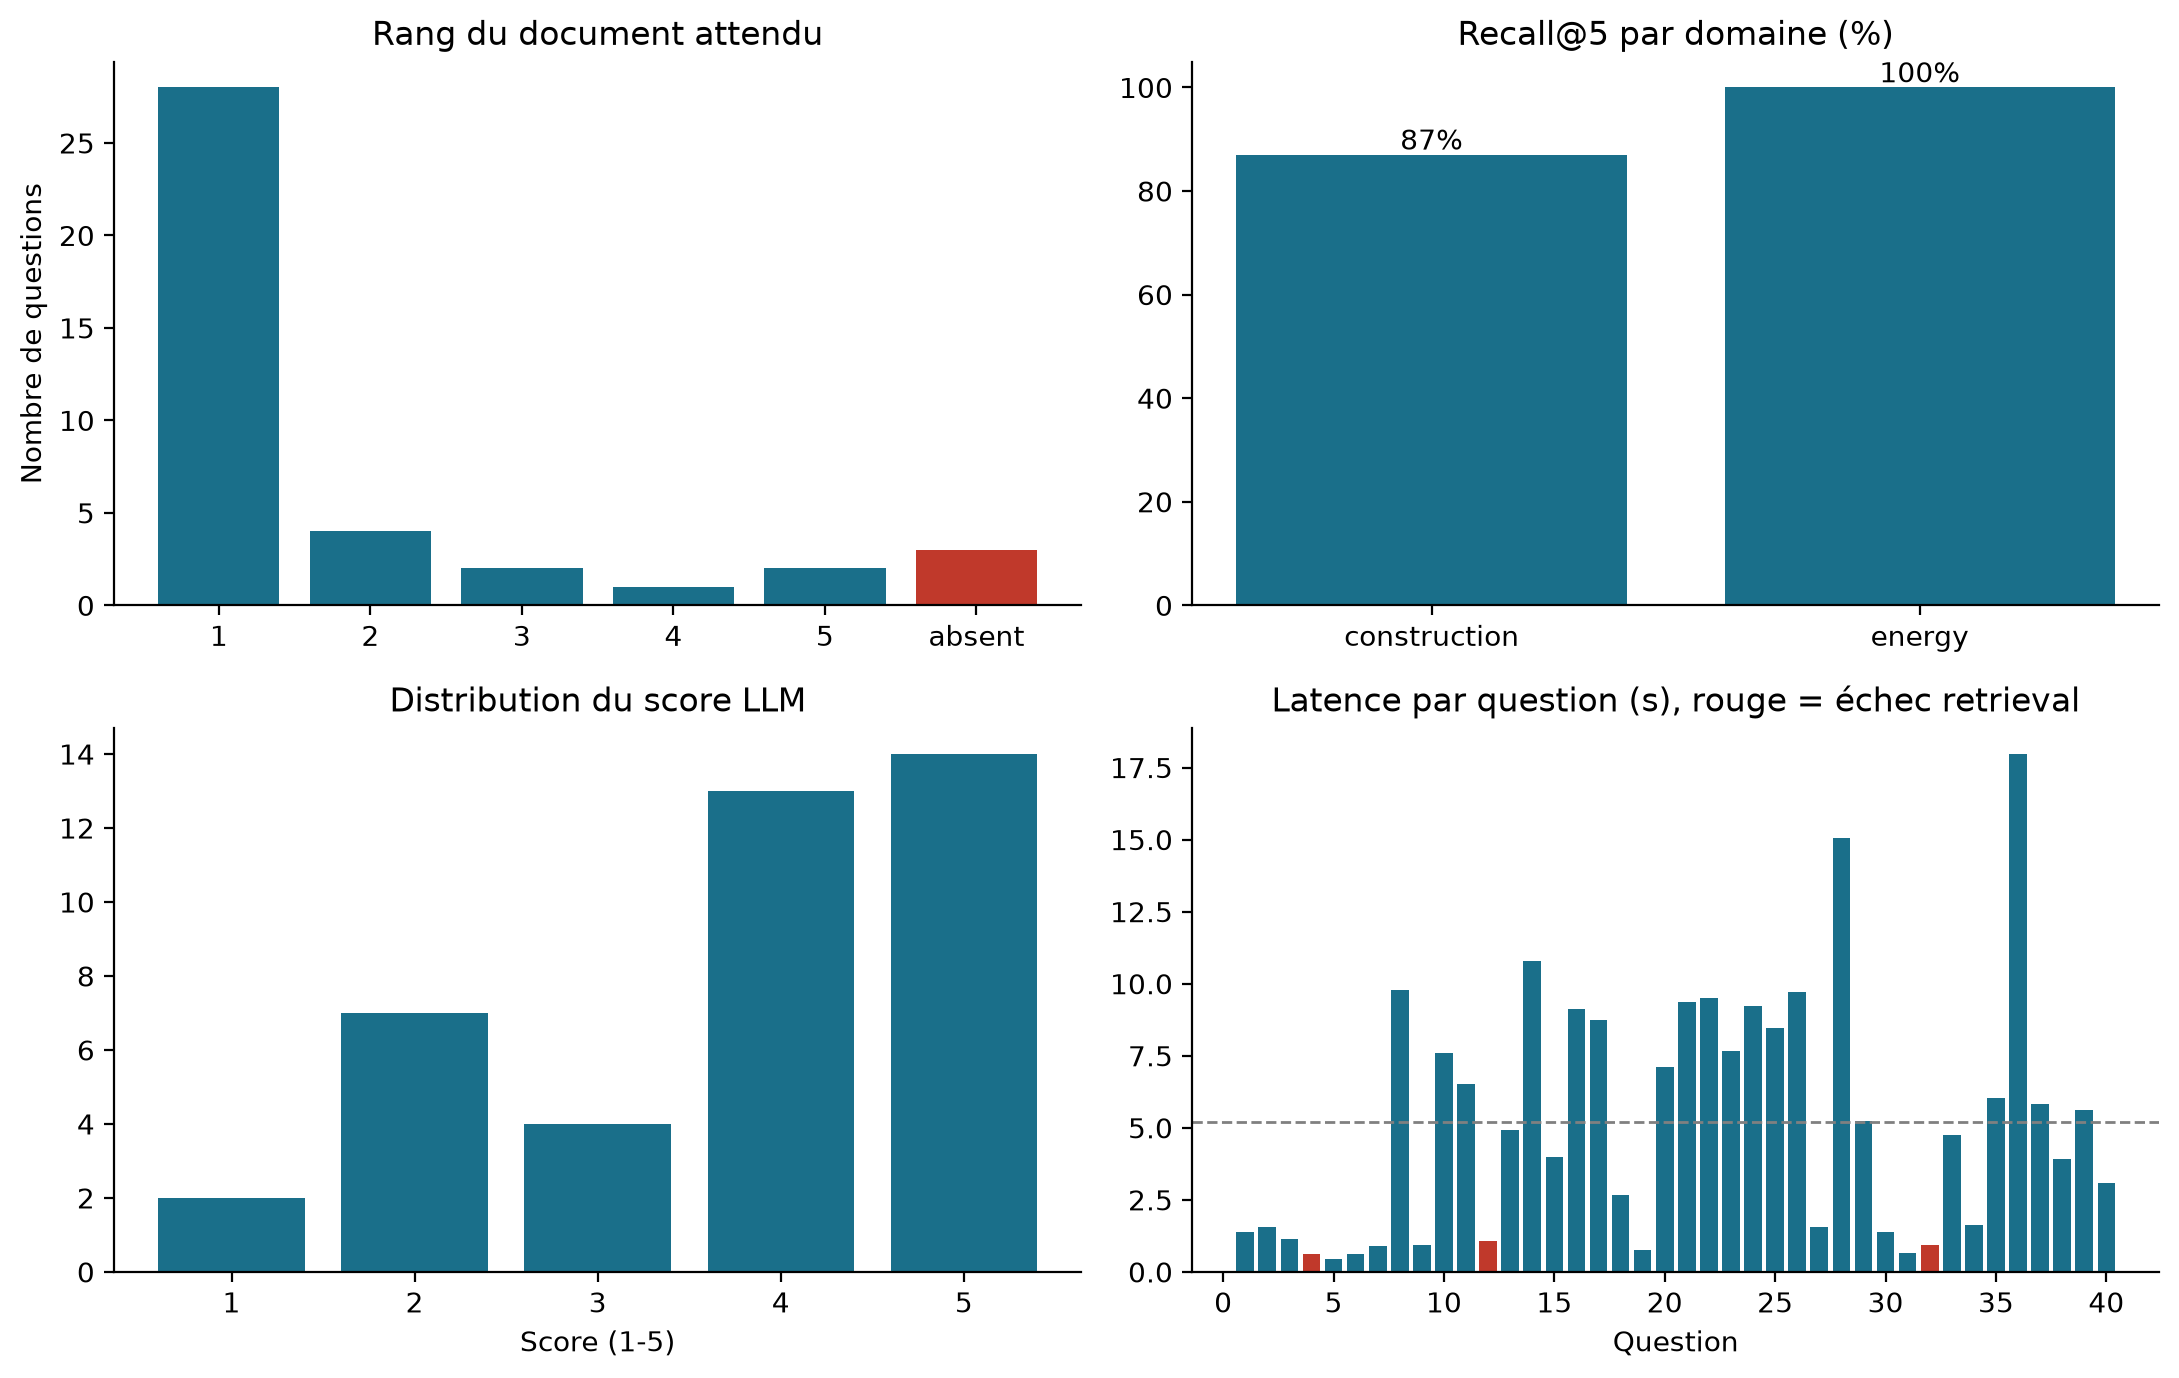 Rang du document attendu
Nombre de questions
25
20
15
10
5
0
1 2 3 4 5 absent
Recall@5 par domaine (%)
100
80
60
40
20
0
87%
100%
construction energy
Distribution du score LLM
14
12
10
8
6
4
2
0
1 2 3 4 5
Score (1-5)
Latence par question (s), rouge = échec retrieval
17.5
15.0
12.5
10.0
7.5
5.0
2.5
0.0
0 5 10 15 20 25 30 35 40
Question